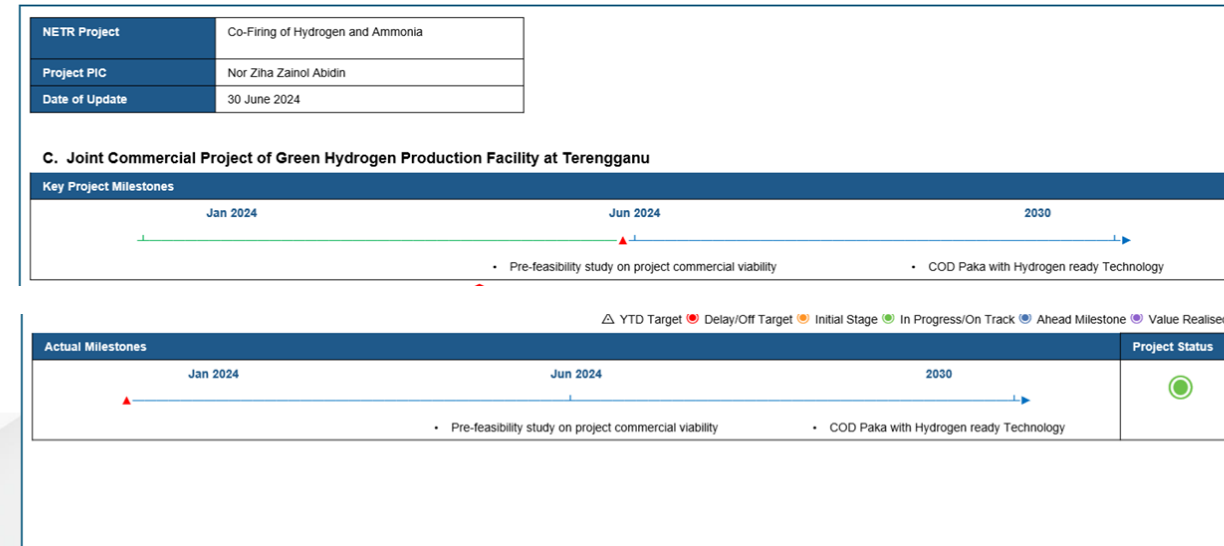 NETR Project Co-Firing of Hydrogen and Ammonia
Project PIC Nor Ziha Zainol Abidin
Date of Update 30 June 2024
C. Joint Commercial Project of Green Hydrogen Production Facility at Terengganu
Key Project Milestones
Jan 2024 Jun 2024 2030
• Pre-feasibility study on project commercial viability • COD Paka with Hydrogen ready Technology
YTD Target Delay/Off Target Initial Stage In Progress/On Track Ahead Milestone Value Realised
Actual Milestones Project Status
Jan 2024 Jun 2024 2030
• Pre-feasibility study on project commercial viability • COD Paka with Hydrogen ready Technology